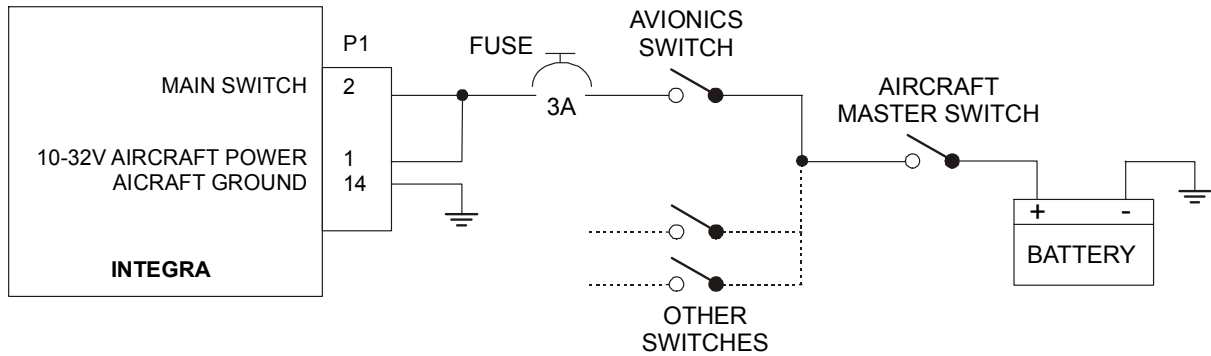 P1
MAIN SWITCH 2
10-32V AIRCRAFT POWER 1
AICRAFT GROUND 14
INTEGRA
FUSE
3A
AVIONICS
SWITCH
AIRCRAFT
MASTER SWITCH
OTHER
SWITCHES
+ -
BATTERY